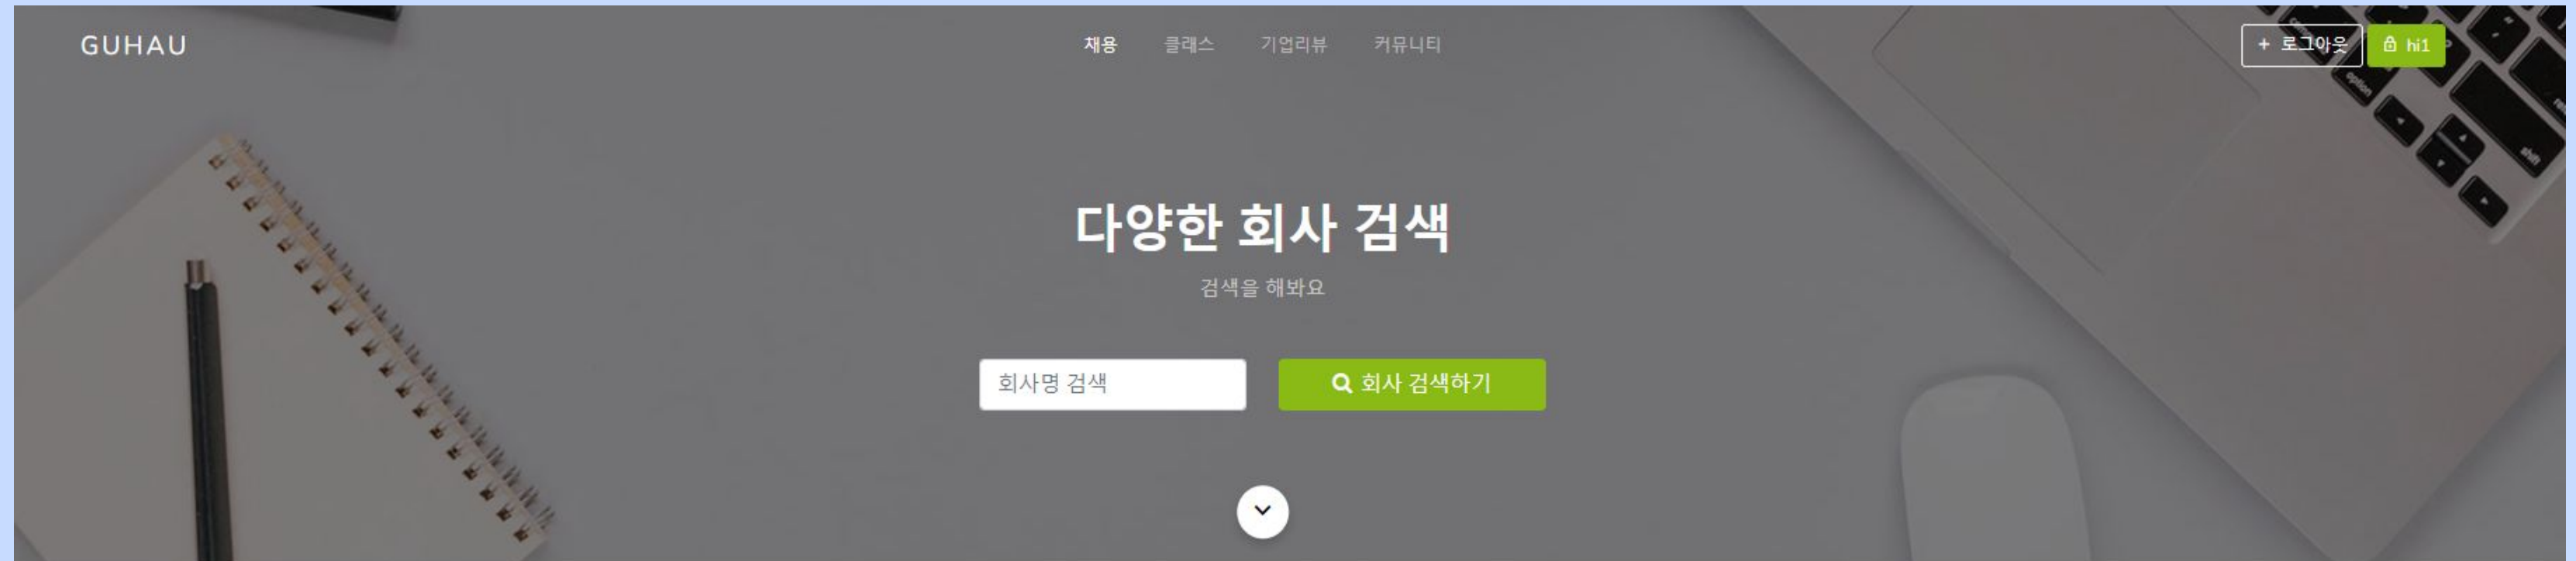 GUHAU
채용 클래스 기업리뷰 커뮤니티
+ 로그아웃 hi1
다양한 회사 검색
검색을 해봐요
회사명 검색 회사 검색하기
option
shift